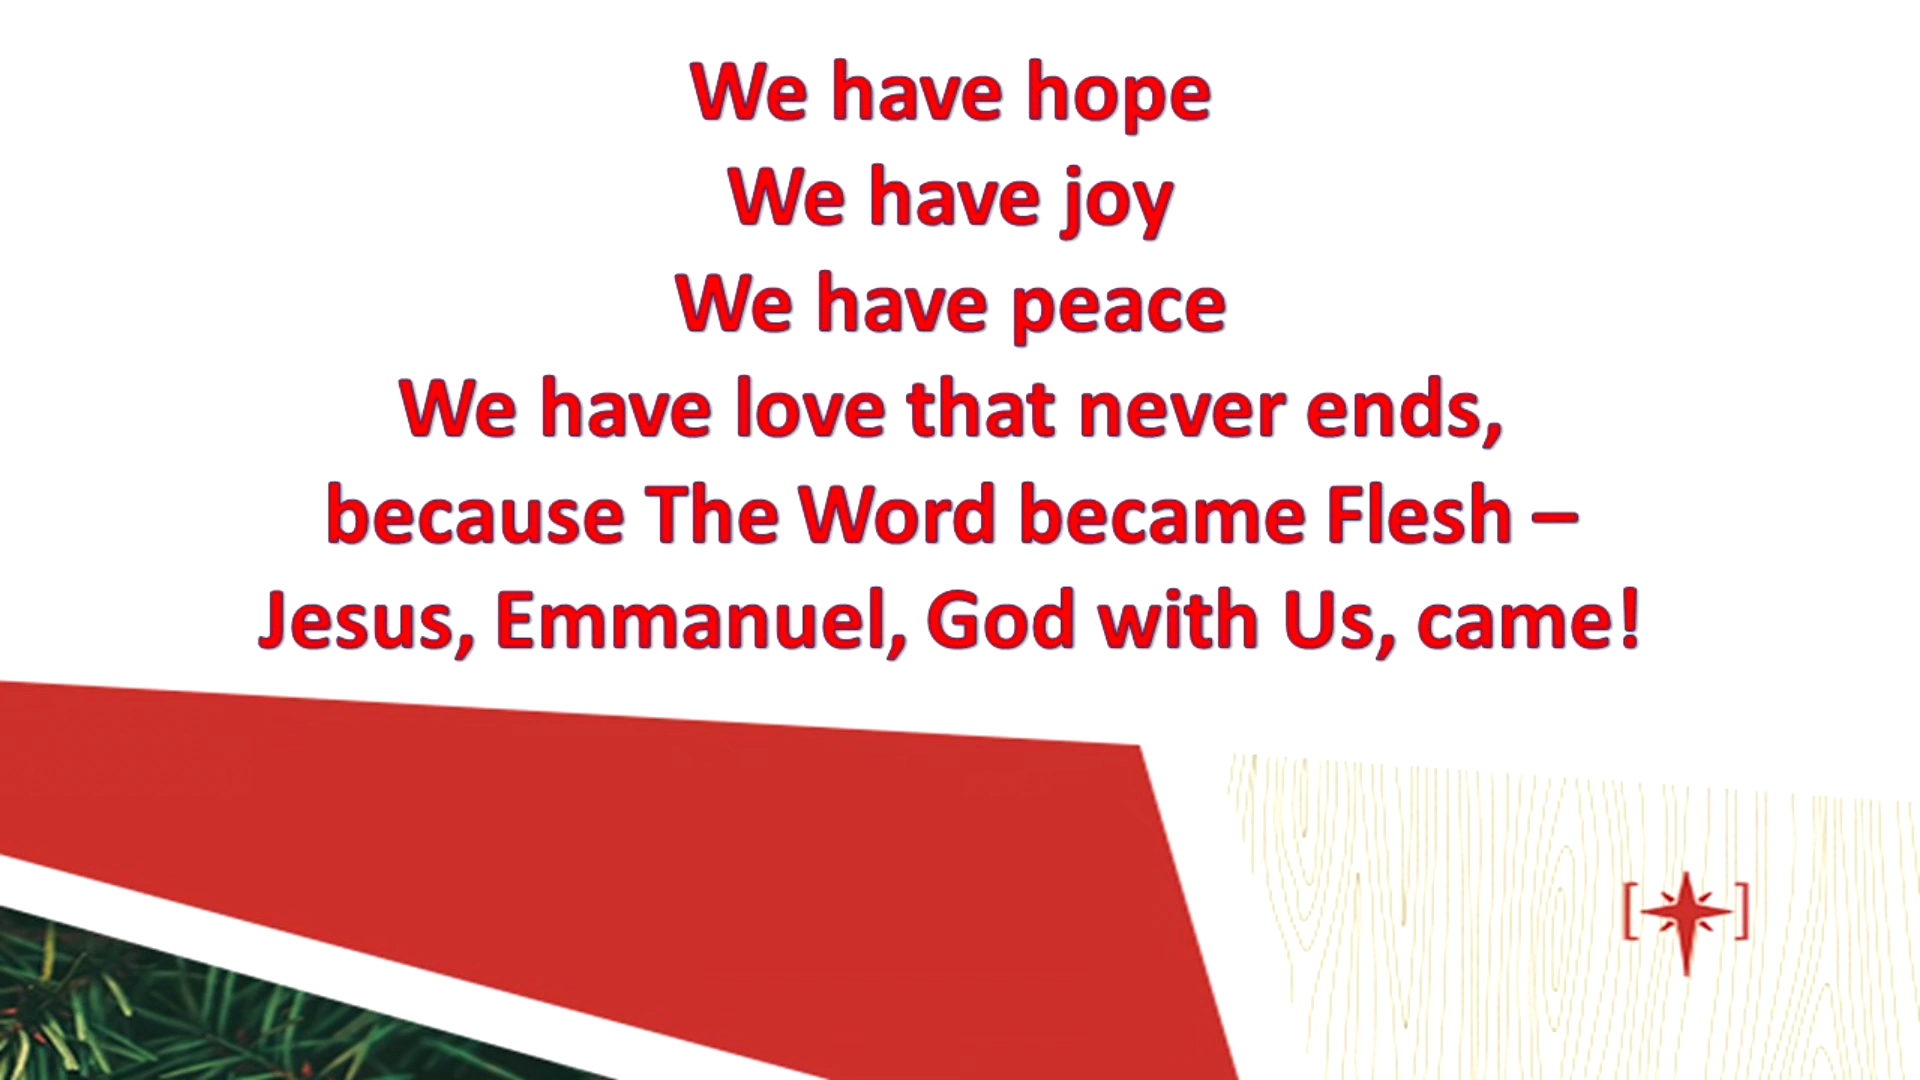 We have hope
We have joy
We have peace
We have love that never ends,
because The Word became Flesh –
Jesus, Emmanuel, God with Us, came!